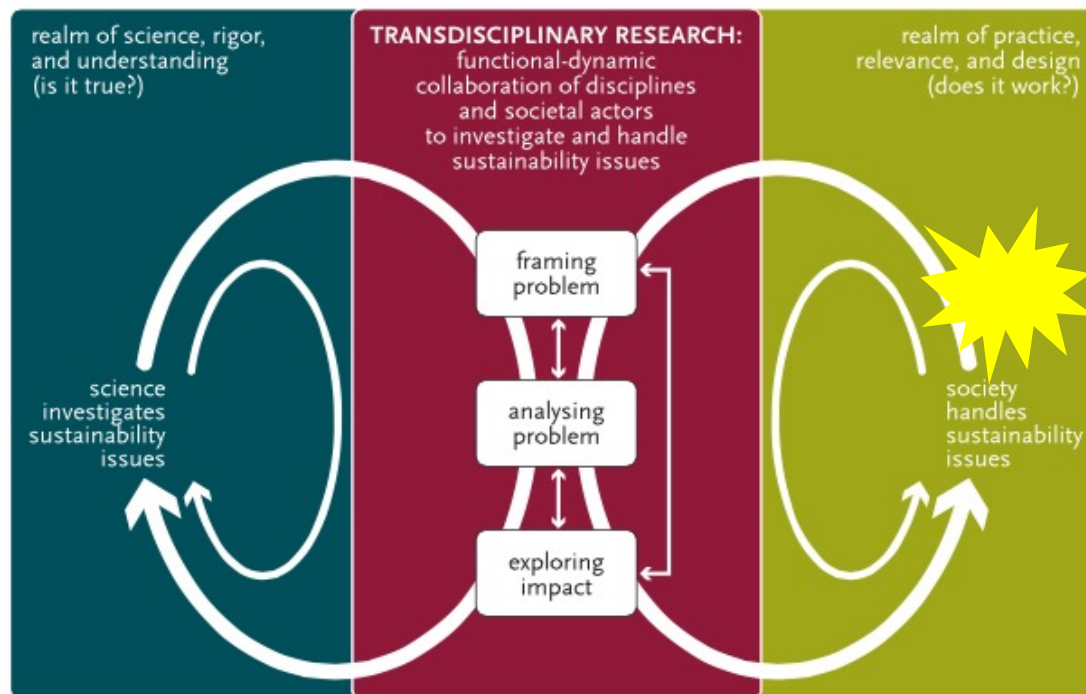 realm of science, rigor,
and understanding
(is it true?)
TRANSDISCIPLINARY RESEARCH:
functional-dynamic
collaboration of disciplines
and societal actors
to investigate and handle
sustainability issues
realm of practice,
relevance, and design
(does it work?)
framing
problem
science
investigates
sustainability
issues
analysing
problem
society
handles
sustainability
issues
exploring
impact